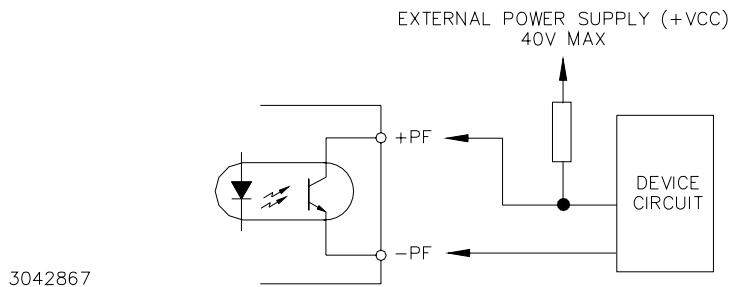 EXTERNAL POWER SUPPLY (+VCC)
40V MAX
+PF
DEVICE
CIRCUIT
-PF
3042867